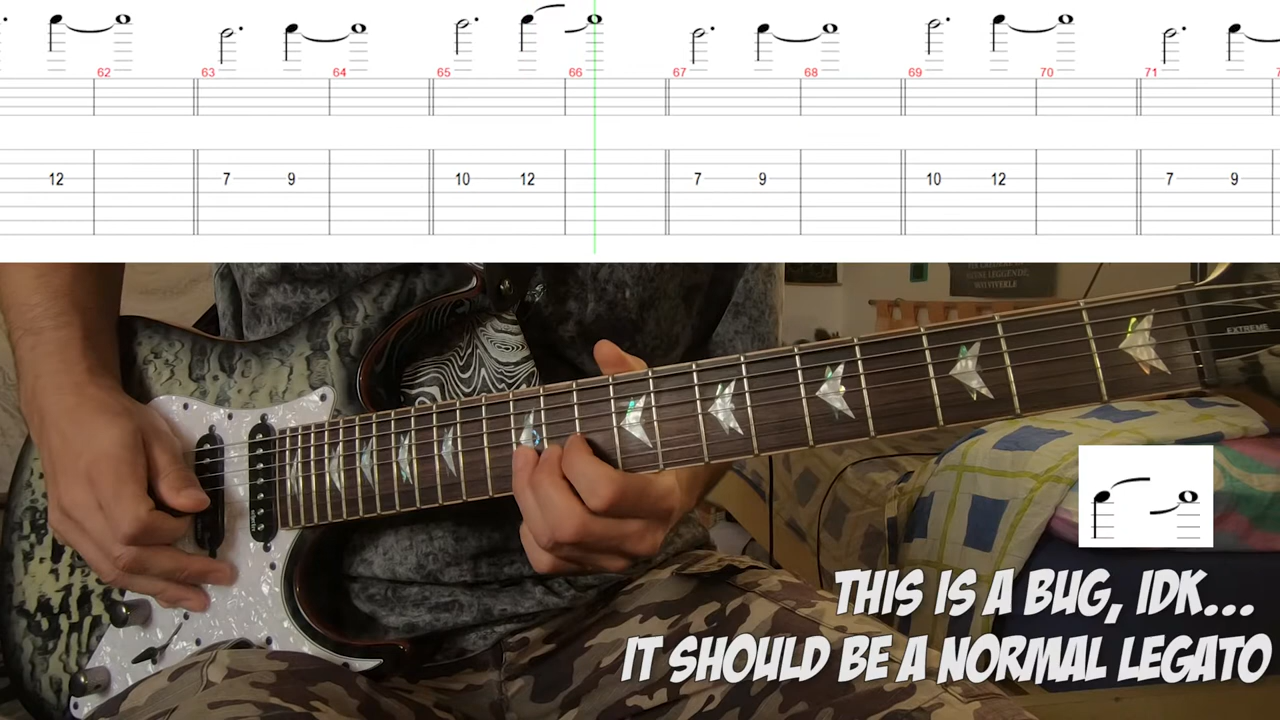 62 63 64 65 66 67 68 69 70 71
12 7 9 10 12 7 9 10 12 7 9
LEGGENDE,
EXTREME
THIS IS A BUG, IDK...
IT SHOULD BE A NORMAL LEGATO